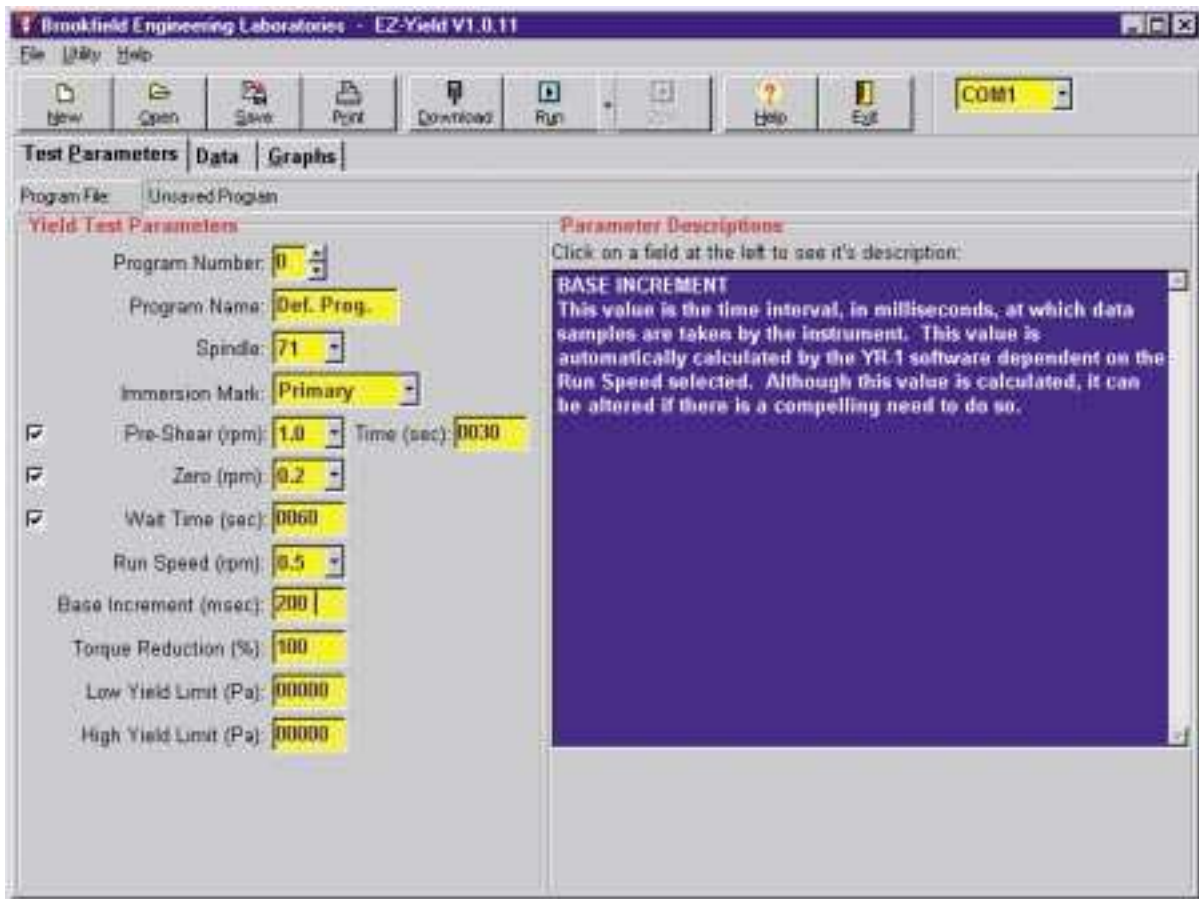 Brookfield Engineering Laboratories - EZ-Yield V1.0.11
File Utility Help
New Open Save Print Download Run Help Exit COM1
Test Parameters Data Graphs
Program File: Unsaved Program
Yield Test Parameters
Program Number: 0
Program Name: Def. Prog.
Spindle: 71
Immersion Mark: Primary
Pre-Shear (rpm): 1.0 Time (sec): 0030
Zero (rpm): 0.2
Wait Time (sec): 0060
Run Speed (rpm): 0.5
Base Increment (msec): 200
Torque Reduction (%): 100
Low Yield Limit (Pa): 00000
High Yield Limit (Pa): 00000
Parameter Descriptions
Click on a field at the left to see it's description:
BASE INCREMENT
This value is the time interval, in milliseconds, at which data
samples are taken by the instrument. This value is
automatically calculated by the YR-1 software dependent on the
Run Speed selected. Although this value is calculated, it can
be altered if there is a compelling need to do so.